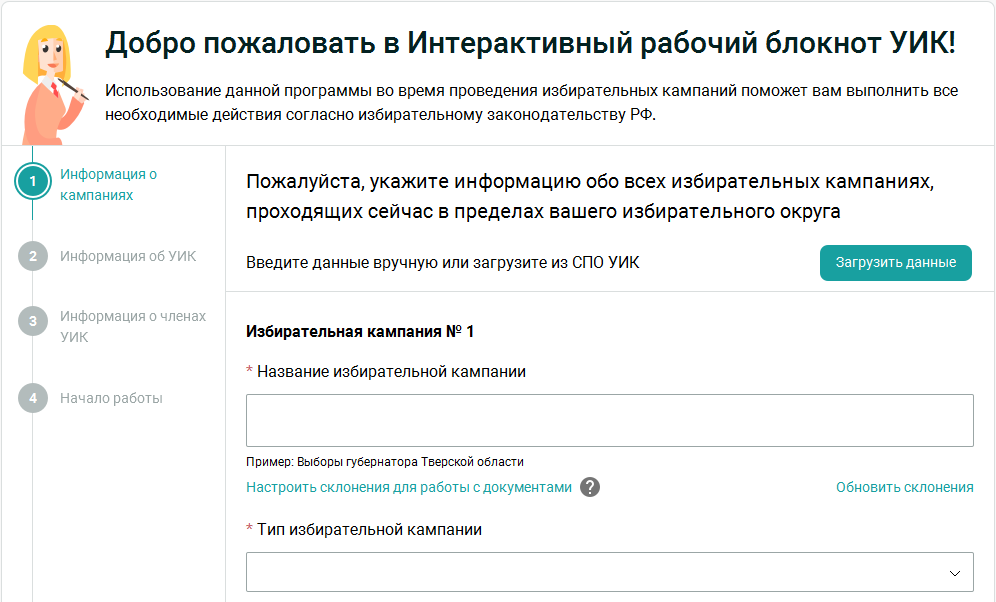 Добро пожаловать в Интерактивный рабочий блокнот УИК!
Использование данной программы во время проведения избирательных кампаний поможет вам выполнить все
необходимые действия согласно избирательному законодательству РФ.
1
Информация о
кампаниях
2
Информация об УИК
3
Информация о членах
УИК
4
Начало работы
Пожалуйста, укажите информацию обо всех избирательных кампаниях,
проходящих сейчас в пределах вашего избирательного округа
Введите данные вручную или загрузите из СПО УИК
Загрузить данные
Избирательная кампания № 1
* Название избирательной кампании
Пример: Выборы губернатора Тверской области
Настроить склонения для работы с документами ?
Обновить склонения
* Тип избирательной кампании